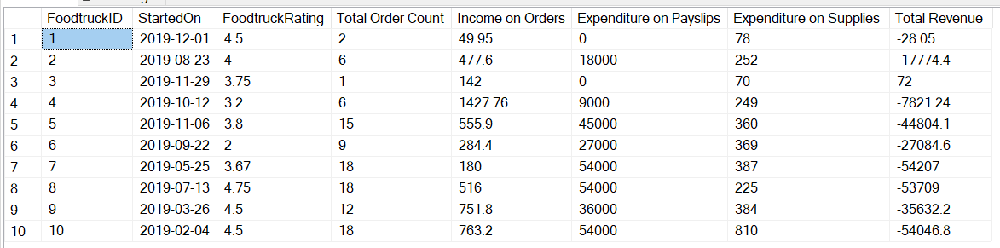 FoodtruckID StartedOn FoodtruckRating Total Order Count Income on Orders Expenditure on Payslips Expenditure on Supplies Total Revenue
1 1 2019-12-01 4.5 2 49.95 0 78 -28.05
2 2 2019-08-23 4 6 477.6 18000 252 -17774.4
3 3 2019-11-29 3.75 1 142 0 70 72
4 4 2019-10-12 3.2 6 1427.76 9000 249 -7821.24
5 5 2019-11-06 3.8 15 555.9 45000 360 -44804.1
6 6 2019-09-22 2 9 284.4 27000 369 -27084.6
7 7 2019-05-25 3.67 18 180 54000 387 -54207
8 8 2019-07-13 4.75 18 516 54000 225 -53709
9 9 2019-03-26 4.5 12 751.8 36000 384 -35632.2
10 10 2019-02-04 4.5 18 763.2 54000 810 -54046.8